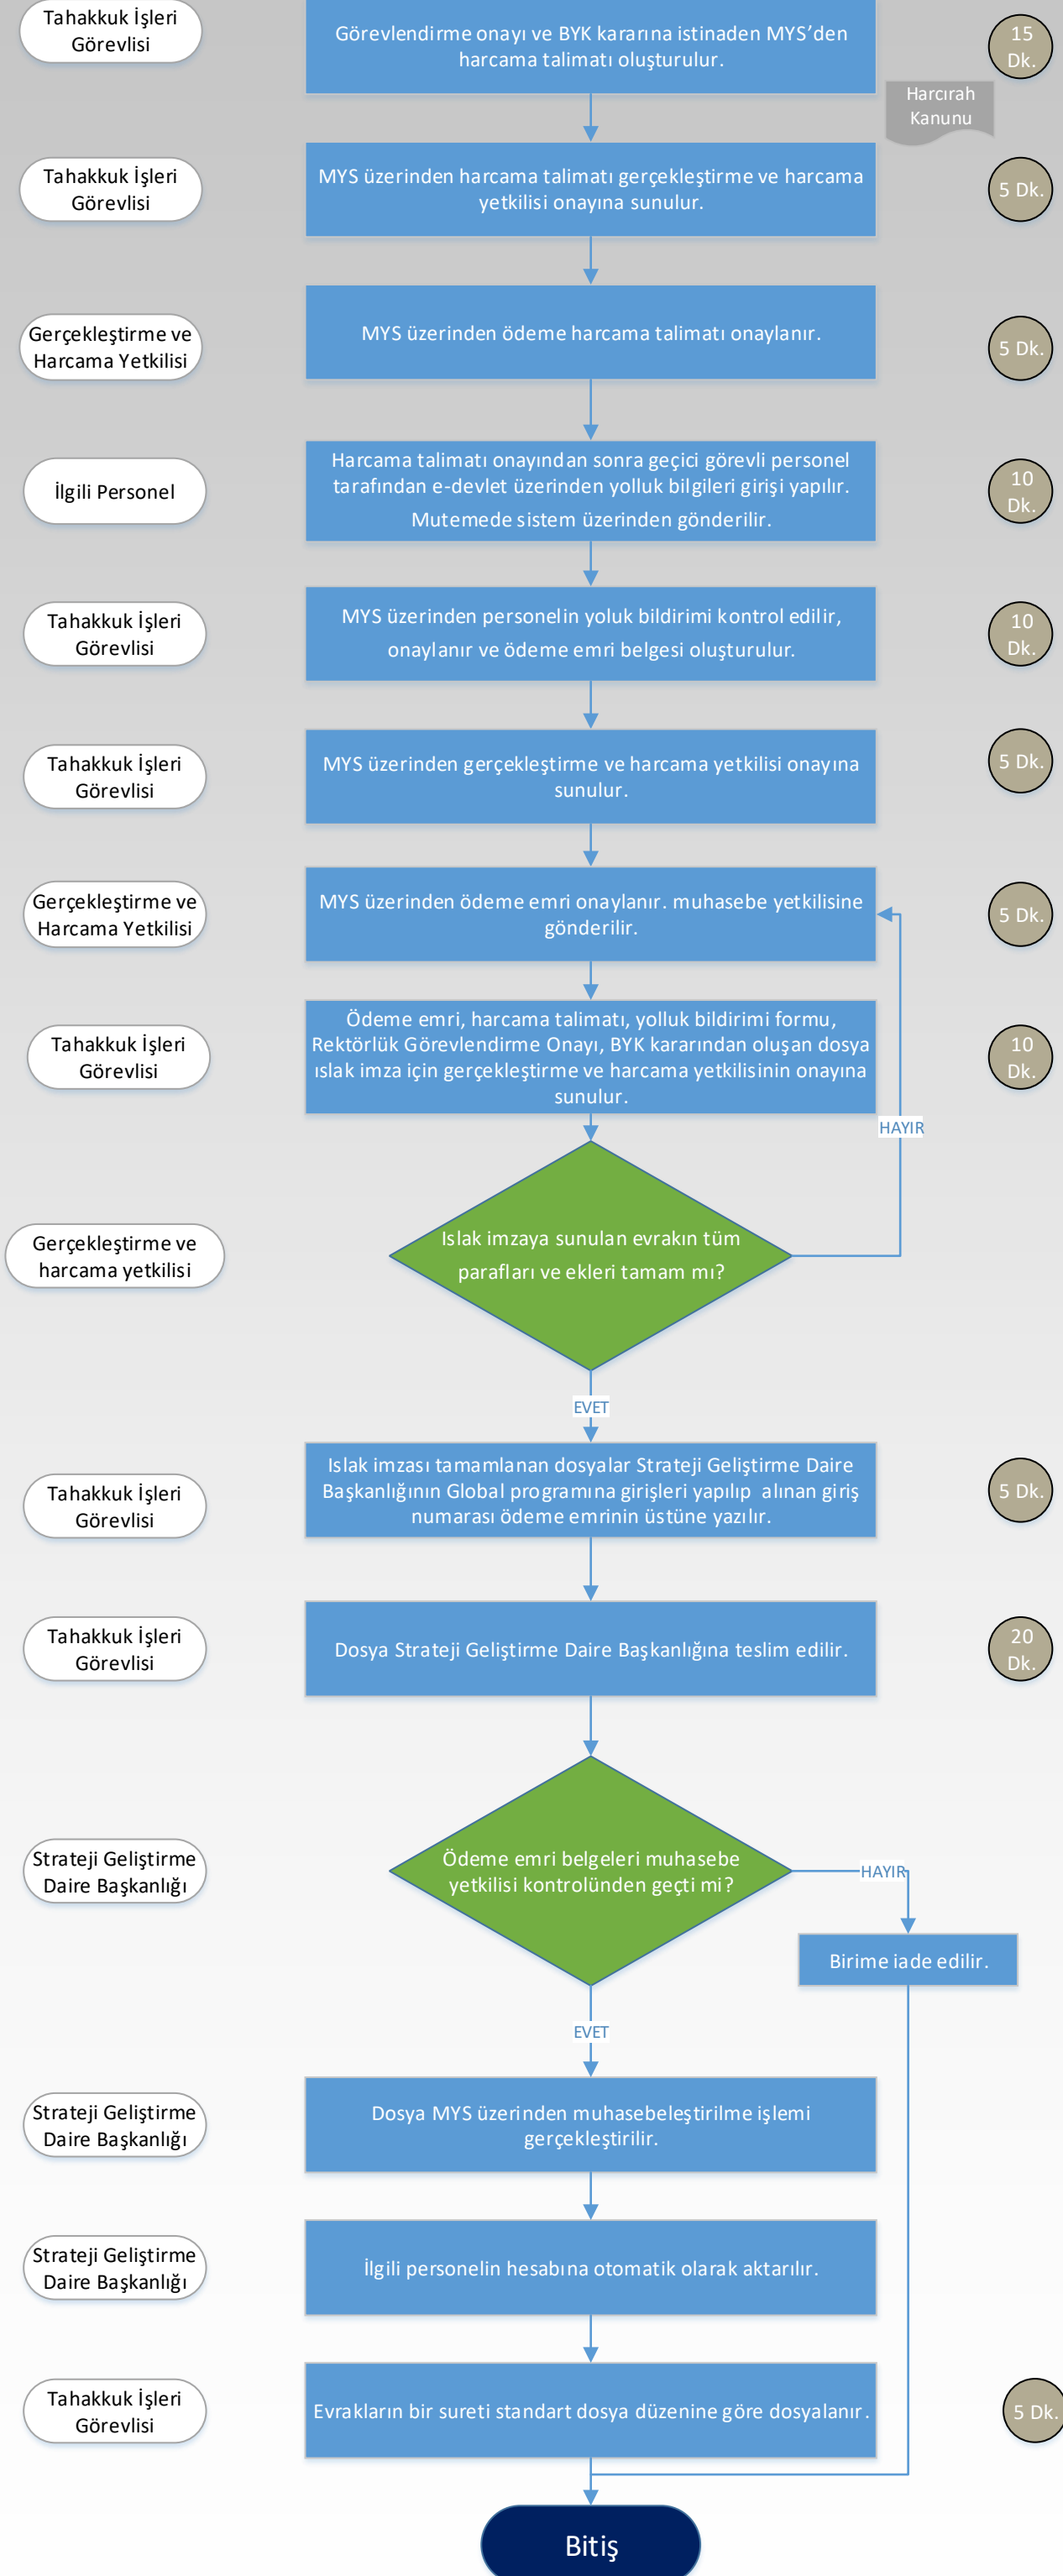 Tahakkuk İşleri
Görevlisi
Görevlendirme onayı ve BYK kararına istinaden MYS’den
harcama talimatı oluşturulur.
15
Dk.
Harcırah
Kanunu
Tahakkuk İşleri
Görevlisi
MYS üzerinden harcama talimatı gerçekleştirme ve harcama
yetkilisi onayına sunulur.
5 Dk.
Gerçekleştirme ve
Harcama Yetkilisi
MYS üzerinden ödeme harcama talimatı onaylanır.
5 Dk.
İlgili Personel
Harcama talimatı onayından sonra geçici görevli personel
tarafından e-devlet üzerinden yolluk bilgileri girişi yapılır.
Mutemede sistem üzerinden gönderilir.
10
Dk.
Tahakkuk İşleri
Görevlisi
MYS üzerinden personelin yoluk bildirimi kontrol edilir,
onaylanır ve ödeme emri belgesi oluşturulur.
10
Dk.
Tahakkuk İşleri
Görevlisi
MYS üzerinden gerçekleştirme ve harcama yetkilisi onayına
sunulur.
5 Dk.
Gerçekleştirme ve
Harcama Yetkilisi
MYS üzerinden ödeme emri onaylanır. muhasebe yetkilisine
gönderilir.
5 Dk.
Tahakkuk İşleri
Görevlisi
Ödeme emri, harcama talimatı, yolluk bildirimi formu,
Rektörlük Görevlendirme Onayı, BYK kararından oluşan dosya
ıslak imza için gerçekleştirme ve harcama yetkilisinin onayına
sunulur.
10
Dk.
HAYIR
Gerçekleştirme ve
harcama yetkilisi
Islak imzaya sunulan evrakın tüm
parafları ve ekleri tamam mı?
EVET
Tahakkuk İşleri
Görevlisi
Islak imzası tamamlanan dosyalar Strateji Geliştirme Daire
Başkanlığının Global programına girişleri yapılıp alınan giriş
numarası ödeme emrinin üstüne yazılır.
5 Dk.
Tahakkuk İşleri
Görevlisi
Dosya Strateji Geliştirme Daire Başkanlığına teslim edilir.
20
Dk.
Strateji Geliştirme
Daire Başkanlığı
Ödeme emri belgeleri muhasebe
yetkilisi kontrolünden geçti mi?
HAYIR
Birime iade edilir.
EVET
Strateji Geliştirme
Daire Başkanlığı
Dosya MYS üzerinden muhasebeleştirilme işlemi
gerçekleştirilir.
Strateji Geliştirme
Daire Başkanlığı
İlgili personelin hesabına otomatik olarak aktarılır.
Tahakkuk İşleri
Görevlisi
Evrakların bir sureti standart dosya düzenine göre dosyalanır.
5 Dk.
Bitiş